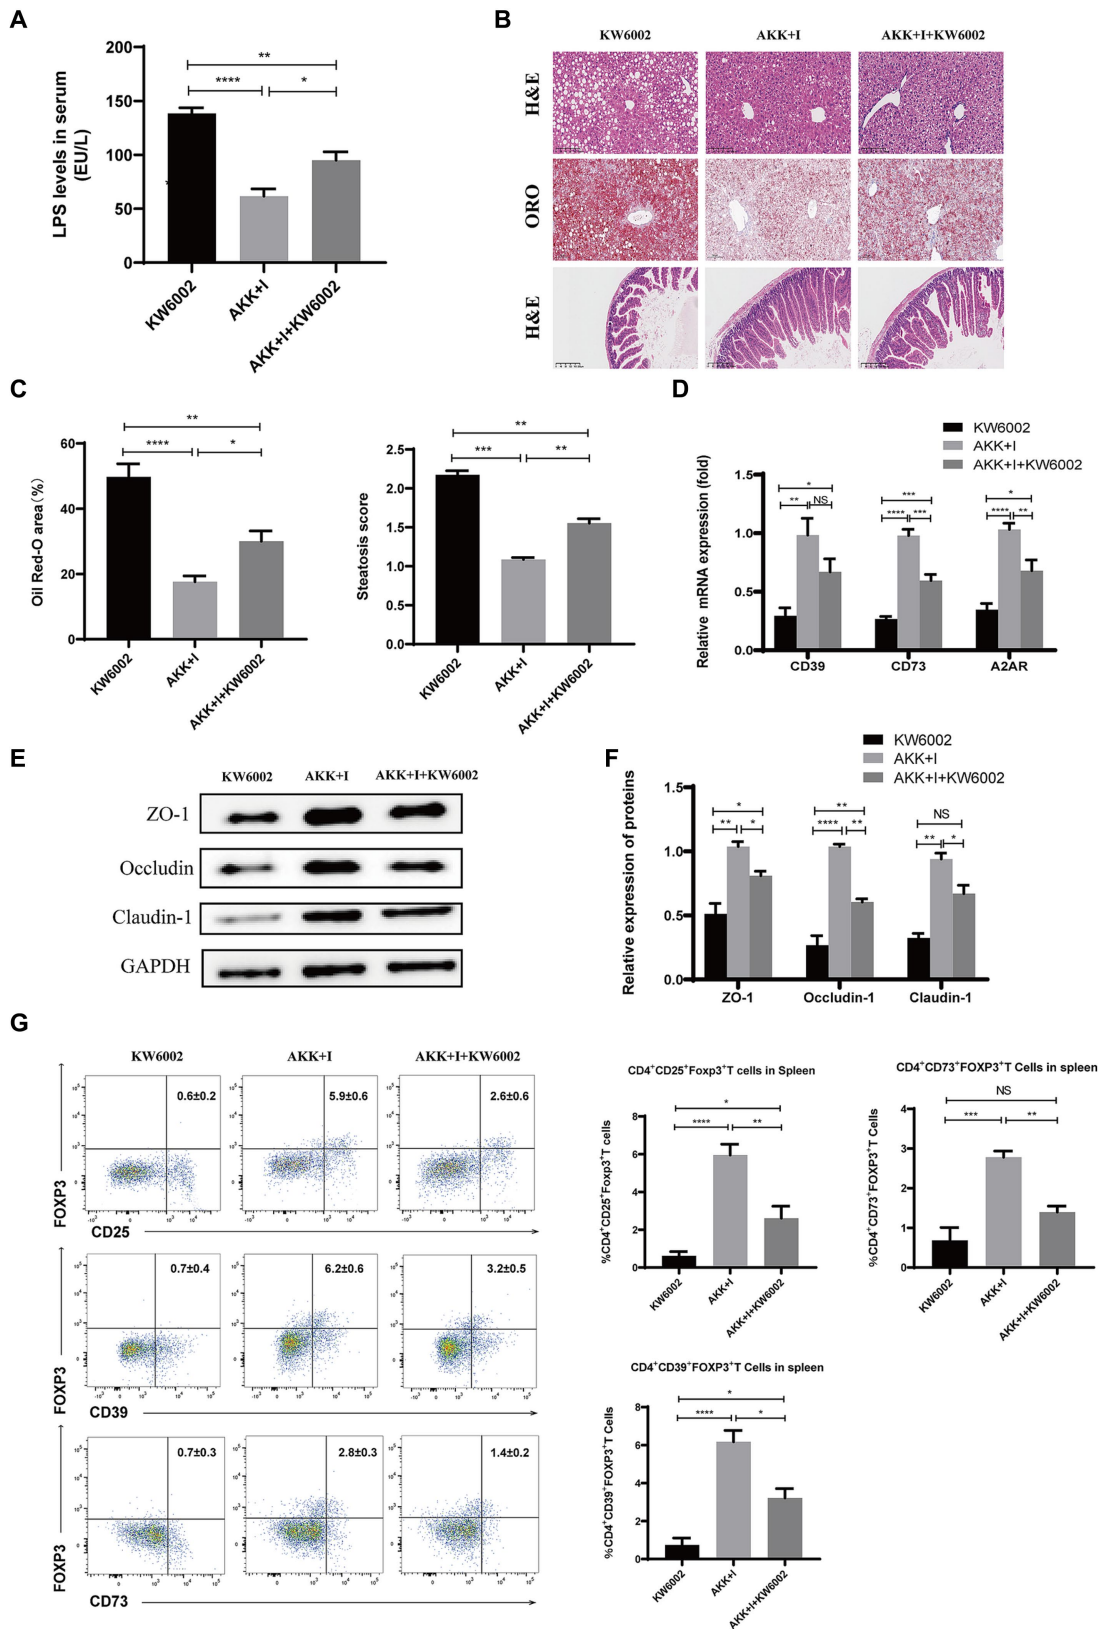 A
LPS levels in serum
(EU/L)
200
150
100
50
0
**
****
*
KW6002
AKK+I
AKK+I+KW6002
B
KW6002
AKK+I
AKK+I+KW6002
H&E
ORO
H&E
C
Oil Red-O area(%)
60
40
20
0
**
****
*
KW6002
AKK+I
AKK+I+KW6002
Steatosis score
2.5
2.0
1.5
1.0
0.5
0.0
**
***
**
KW6002
AKK+I
AKK+I+KW6002
D
KW6002
AKK+I
AKK+I+KW6002
Relative mRNA expression (fold)
1.5
1.0
0.5
0.0
*
**
NS
***
****
***
*
****
**
CD39
CD73
A2AR
E
KW6002
AKK+I
AKK+I+KW6002
ZO-1
Occludin
Claudin-1
GAPDH
F
KW6002
AKK+I
AKK+I+KW6002
Relative expression of proteins
1.5
1.0
0.5
0.0
*
**
*
**
****
**
NS
**
*
ZO-1
Occludin-1
Claudin-1
G
KW6002
AKK+I
AKK+I+KW6002
0.6±0.2
5.9±0.6
2.6±0.6
FOXP3
CD25
0.7±0.4
6.2±0.6
3.2±0.5
FOXP3
CD39
0.7±0.3
2.8±0.3
1.4±0.2
FOXP3
CD73
CD4+CD25+Foxp3+T cells in Spleen
%CD4+CD25+Foxp3+T cells
8
6
4
2
0
*
****
**
KW6002
AKK+I
AKK+I+KW6002
CD4+CD73+FOXP3+T Cells in spleen
%CD4+CD73+FOXP3+T Cells
4
3
2
1
0
NS
***
**
KW6002
AKK+I
AKK+I+KW6002
CD4+CD39+FOXP3+T Cells in spleen
%CD4+CD39+FOXP3+T Cells
8
6
4
2
0
*
****
*
KW6002
AKK+I
AKK+I+KW6002